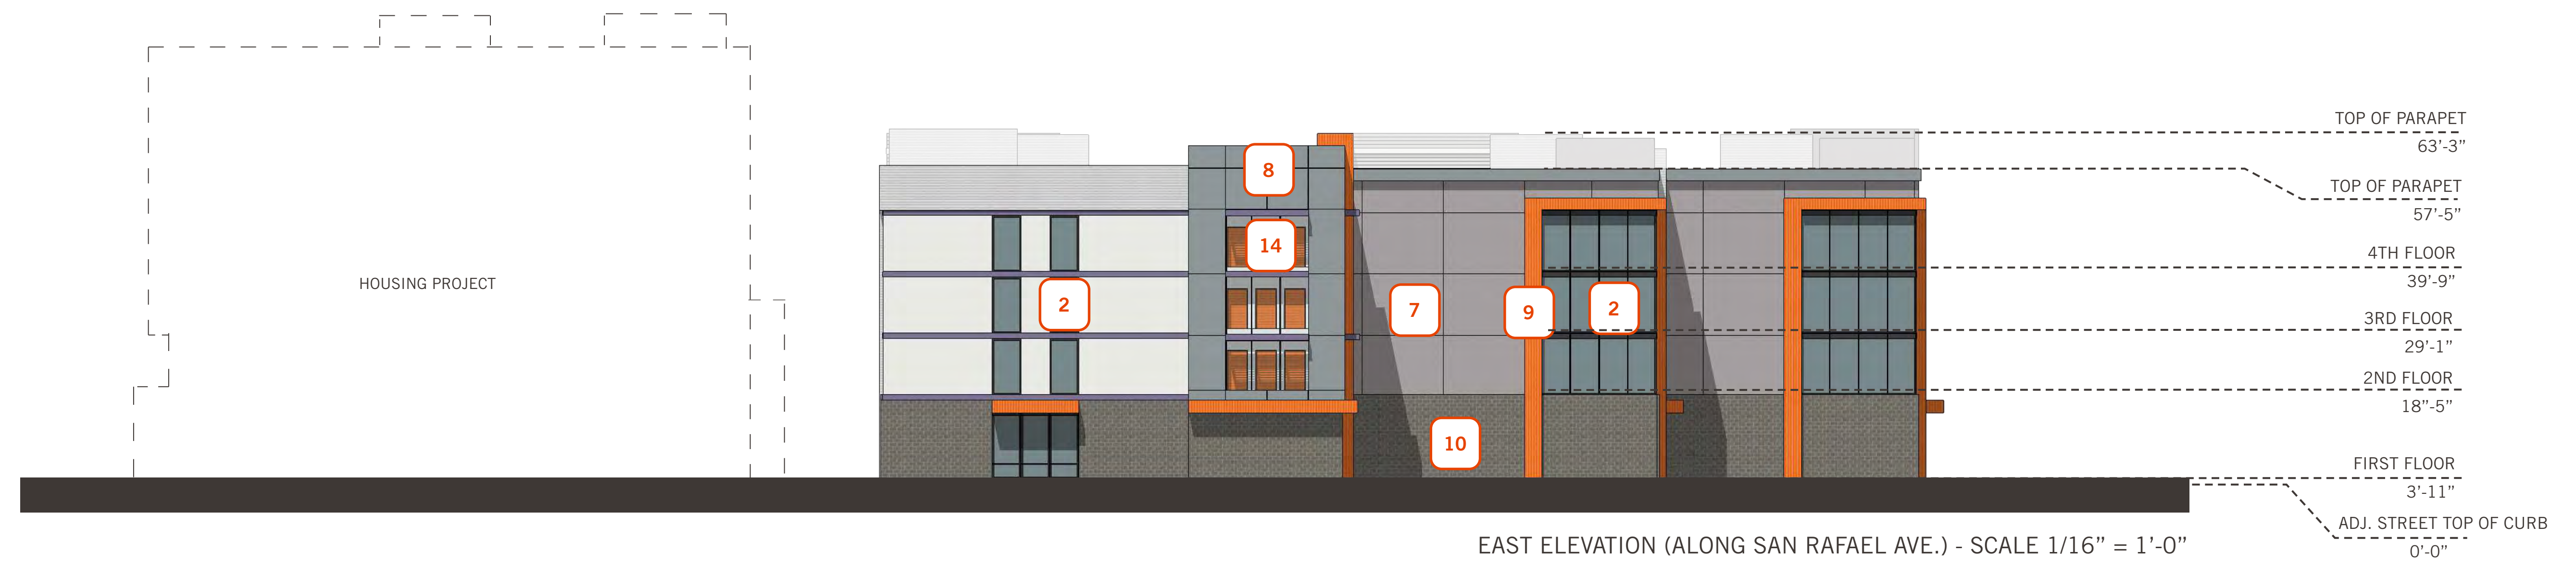 TOP OF PARAPET
63’-3”
8
TOP OF PARAPET
57’-5”
14
4TH FLOOR
39’-9”
HOUSING PROJECT
2
7
9
2
3RD FLOOR
29’-1”
2ND FLOOR
18”-5”
10
FIRST FLOOR
3’-11”
ADJ. STREET TOP OF CURB
0’-0”
EAST ELEVATION (ALONG SAN RAFAEL AVE.) - SCALE 1/16” = 1’-0”